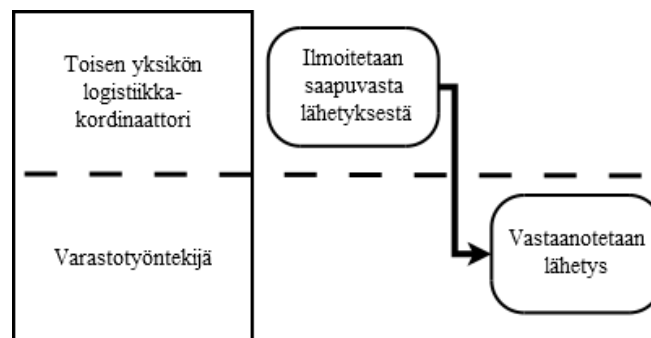 Toisen yksikön
logistiikka-
kordinaattori
Ilmoitetaan
saapuvasta
lähetyksestä
Varastotyöntekijä
Vastaanotetaan
lähetys